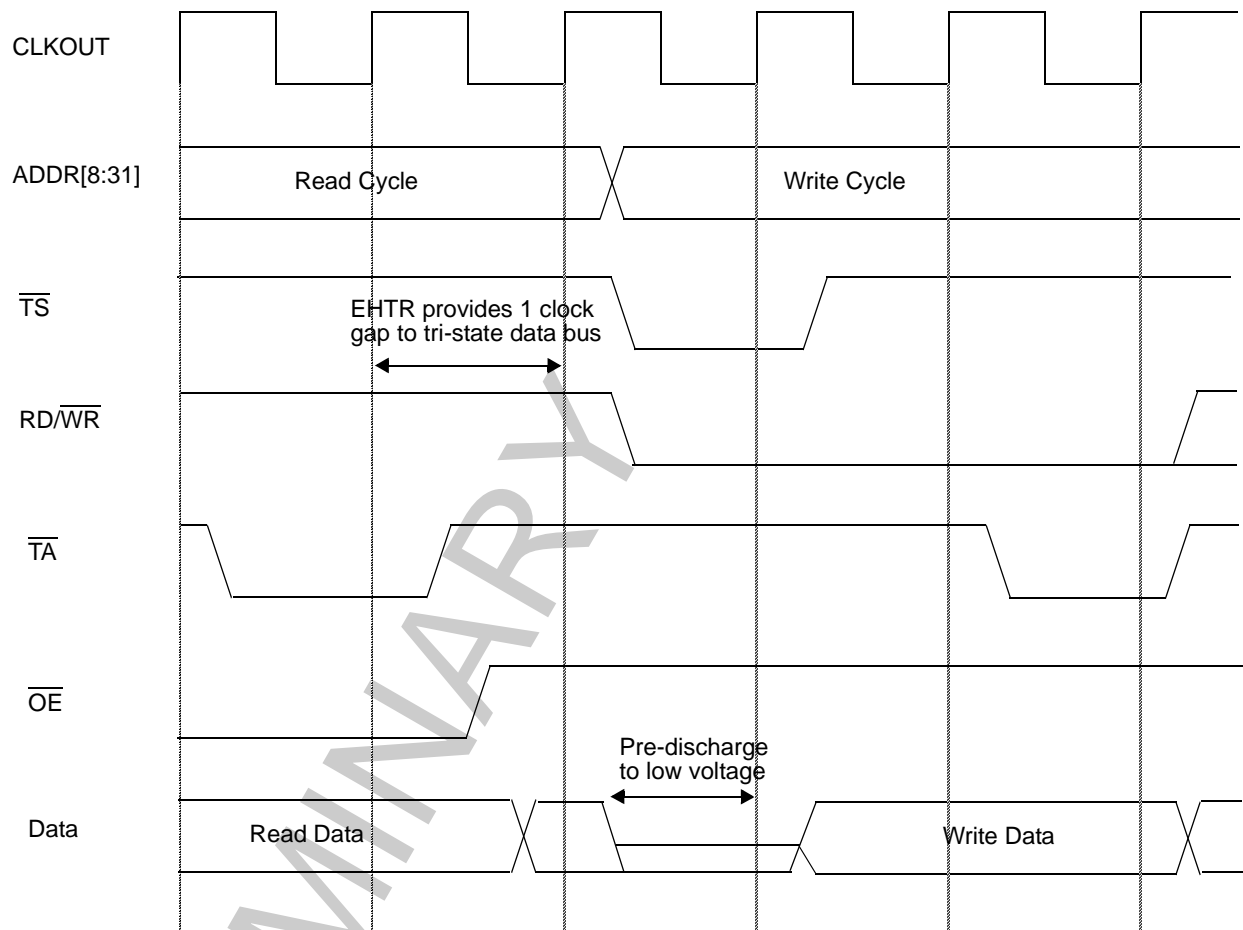 CLKOUT
ADDR[8:31]
Read Cycle
Write Cycle
TS
EHTR provides 1 clock
gap to tri-state data bus
RD/WR
TA
OE
Pre-discharge
to low voltage
Data
Read Data
Write Data
MINARY